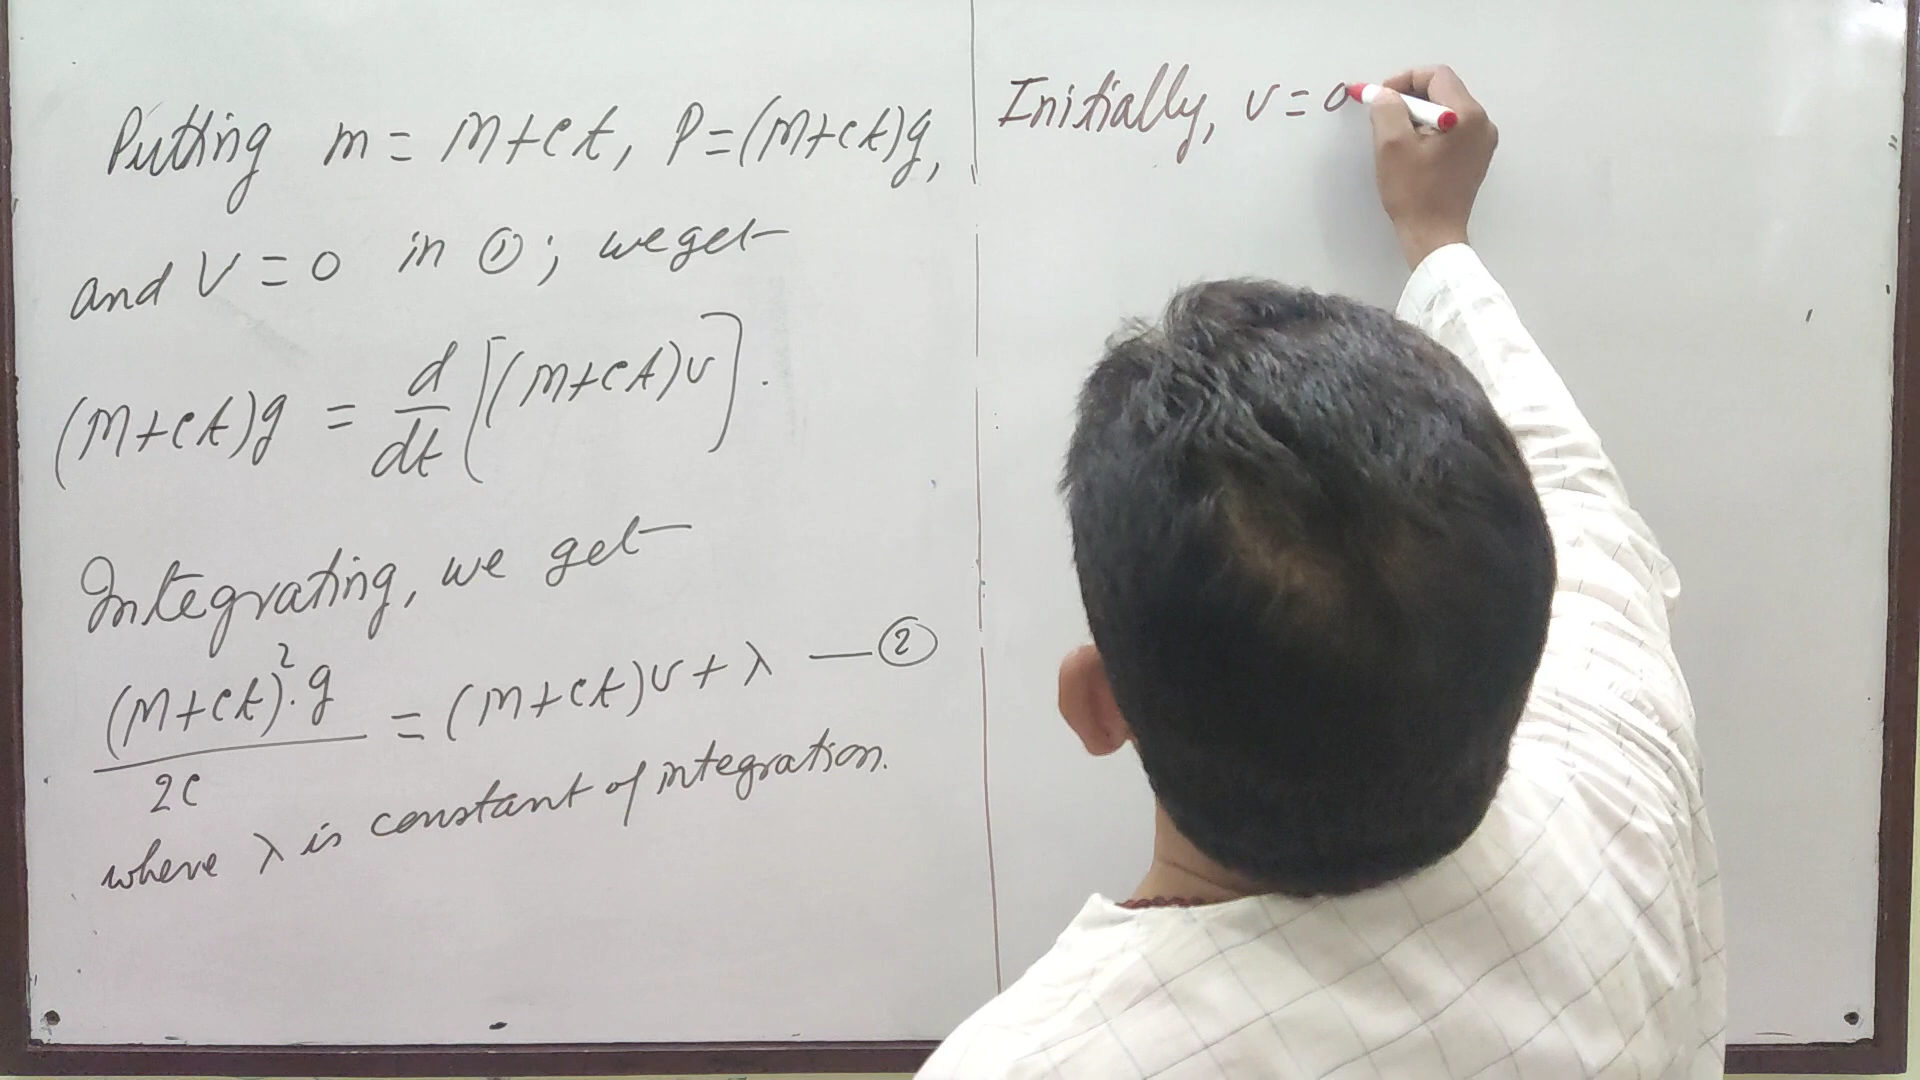 Putting m = M+ct, P=(M+ct)g,
and V = 0 in ①; we get
(M+ct)g = d/dt [(M+ct)v].
Integrating, we get
(M+ct)².g / 2c = (M+ct)v + λ — ②
where λ is constant of integration.
Initially, v = 0